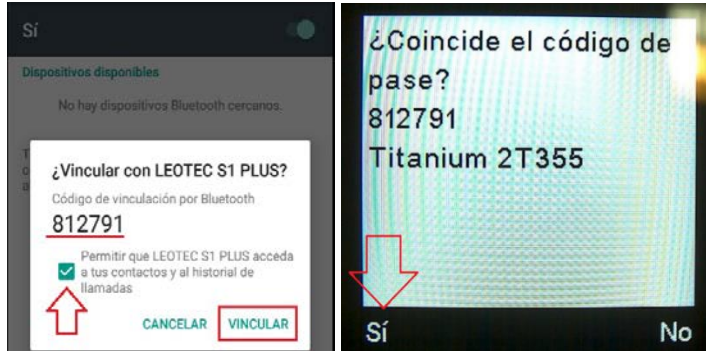 Sí
Dispositivos disponibles
No hay dispositivos Bluetooth cercanos.
¿Vincular con LEOTEC S1 PLUS?
Código de vinculación por Bluetooth
812791
Permitir que LEOTEC S1 PLUS acceda
a tus contactos y al historial de
llamadas
CANCELAR VINCULAR
¿Coincide el código de
pase?
812791
Titanium 2T355
Sí No